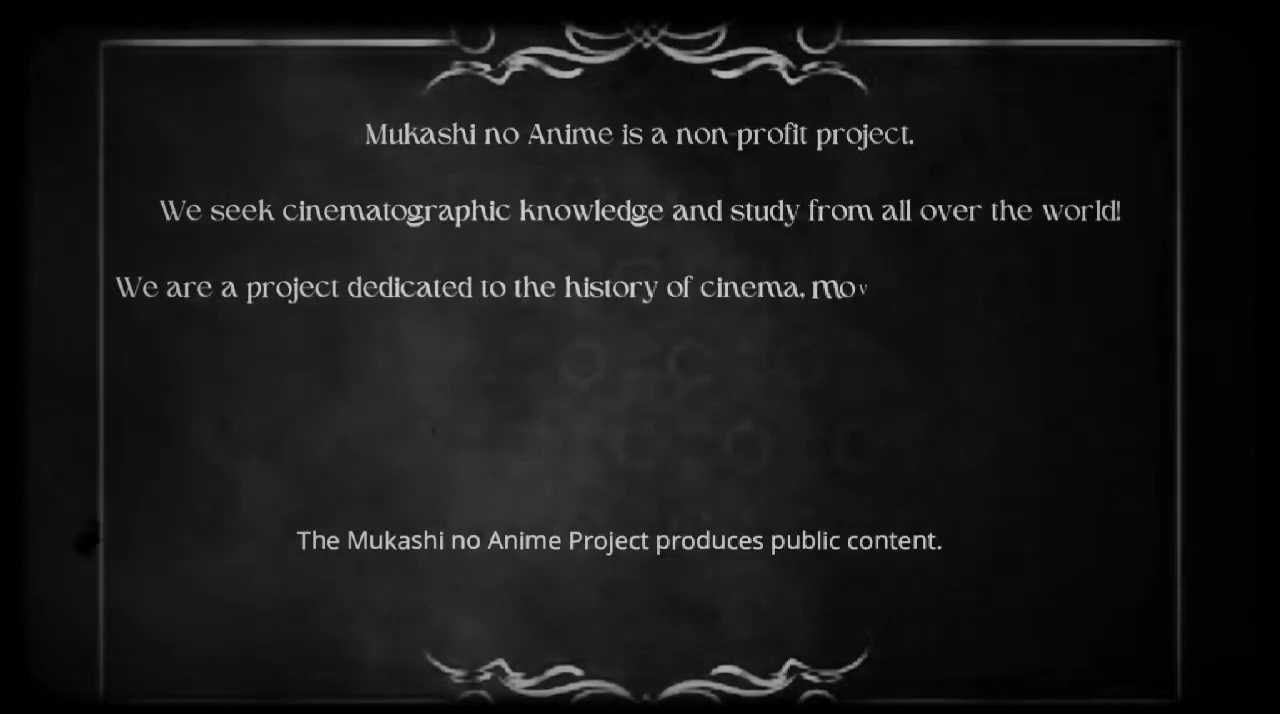 Mukashi no Anime is a non-profit project.
We seek cinematographic knowledge and study from all over the world!
We are a project dedicated to the history of cinema, mov
The Mukashi no Anime Project produces public content.